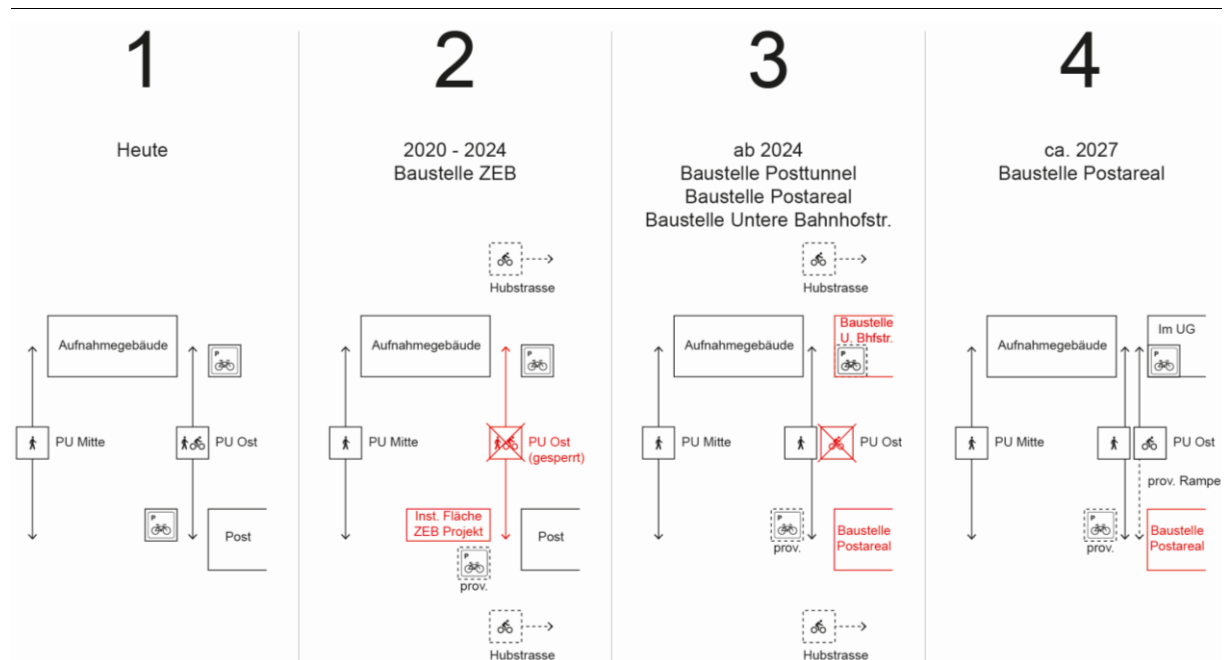 1
Heute
Aufnahmegebäude
P
PU Mitte
PU Ost
P
Post
2
2020 - 2024
Baustelle ZEB
Hubstrasse
Aufnahmegebäude
P
PU Mitte
PU Ost
(gesperrt)
Inst. Fläche
ZEB Projekt
Post
P
prov.
Hubstrasse
3
ab 2024
Baustelle Posttunnel
Baustelle Postareal
Baustelle Untere Bahnhofstr.
Hubstrasse
Baustelle
U. Bhfstr.
Aufnahmegebäude
P
PU Mitte
PU Ost
P
prov.
Baustelle
Postareal
Hubstrasse
4
ca. 2027
Baustelle Postareal
Im UG
Aufnahmegebäude
P
PU Mitte
PU Ost
prov. Rampe
P
prov.
Baustelle
Postareal